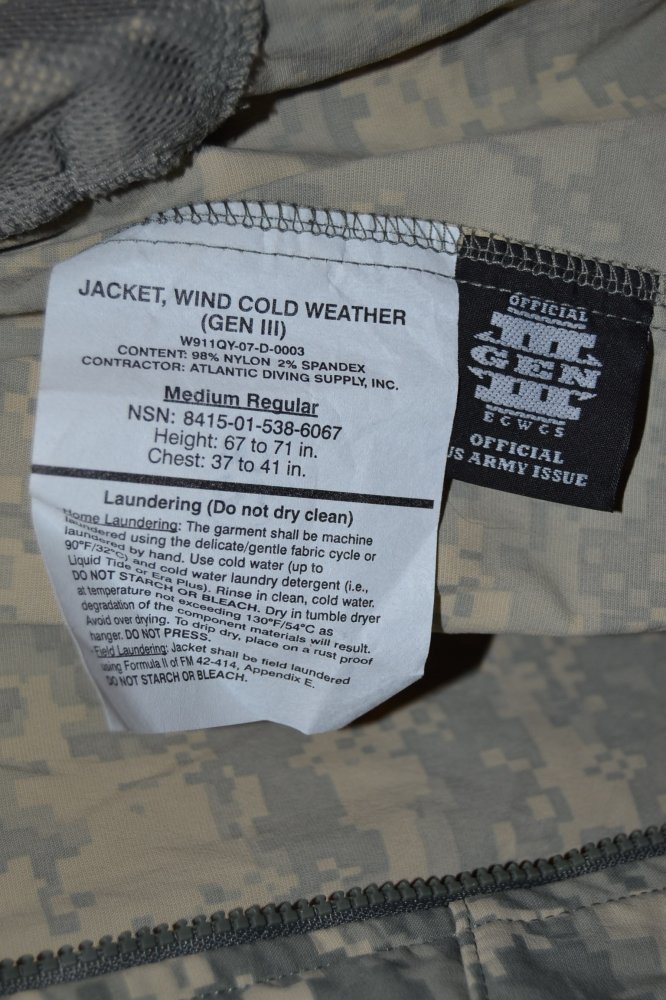 JACKET, WIND COLD WEATHER
(GEN III)
W911QY-07-D-0003
CONTENT: 98% NYLON 2% SPANDEX
CONTRACTOR: ATLANTIC DIVING SUPPLY, INC.
Medium Regular
NSN: 8415-01-538-6067
Height: 67 to 71 in.
Chest: 37 to 41 in.
Laundering (Do not dry clean)
Home Laundering: The garment shall be machine
laundered using the delicate/gentle fabric cycle or
laundered by hand. Use cold water (up to
90°F/32°C) and cold water laundry detergent (i.e.,
Liquid Tide or Era Plus). Rinse in clean, cold water.
DO NOT STARCH OR BLEACH. Dry in tumble dryer
at temperature not exceeding 130°F/54°C as
degradation of the component materials will result.
Avoid over drying. To drip dry, place on a rust proof
hanger. DO NOT PRESS.
Field Laundering: Jacket shall be field laundered
using Formula II of FM 42-414, Appendix E.
DO NOT STARCH OR BLEACH.
OFFICIAL
III
GEN
III
ECWCS
OFFICIAL
US ARMY ISSUE